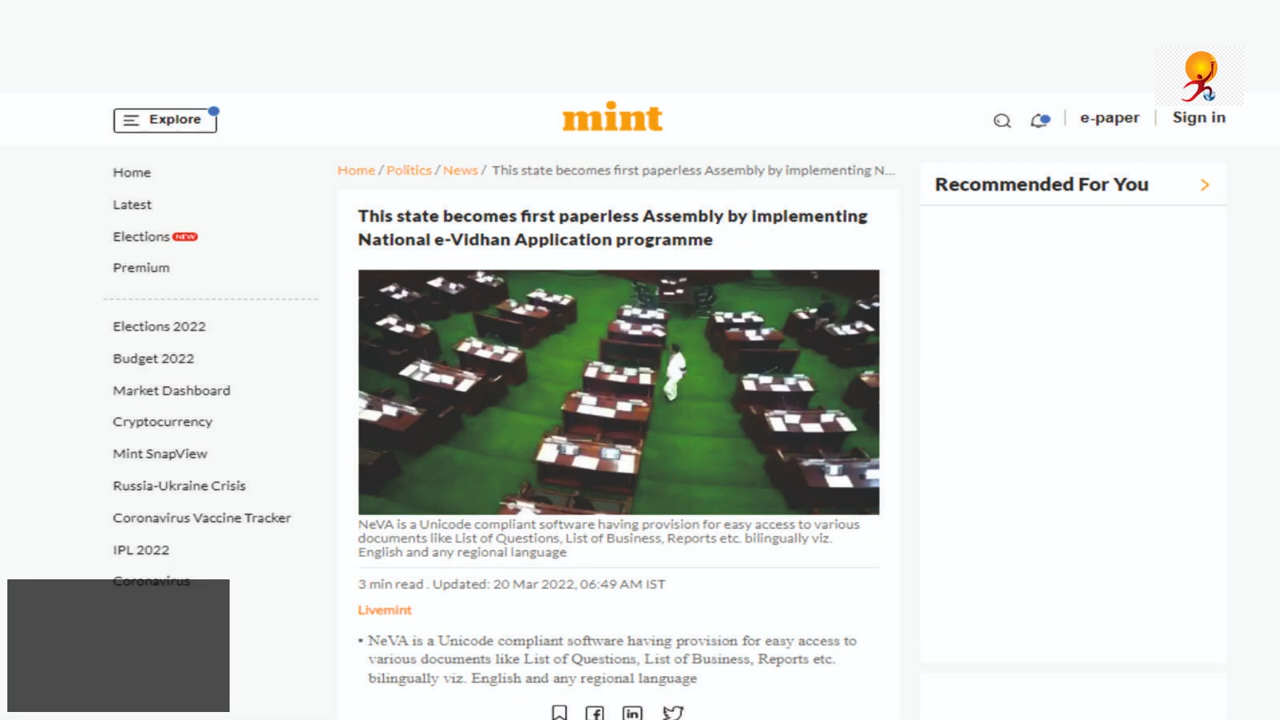 Explore
mint
e-paper
Sign in
Home
Latest
Elections NEW
Premium
Elections 2022
Budget 2022
Market Dashboard
Cryptocurrency
Mint SnapView
Russia-Ukraine Crisis
Coronavirus Vaccine Tracker
IPL 2022
Coronavirus
Home / Politics / News / This state becomes first paperless Assembly by implementing N...
This state becomes first paperless Assembly by implementing
National e-Vidhan Application programme
NeVA is a Unicode compliant software having provision for easy access to various
documents like List of Questions, List of Business, Reports etc. bilingually viz.
English and any regional language
3 min read . Updated: 20 Mar 2022, 06:49 AM IST
Livemint
▪ NeVA is a Unicode compliant software having provision for easy access to
various documents like List of Questions, List of Business, Reports etc.
bilingually viz. English and any regional language
Recommended For You